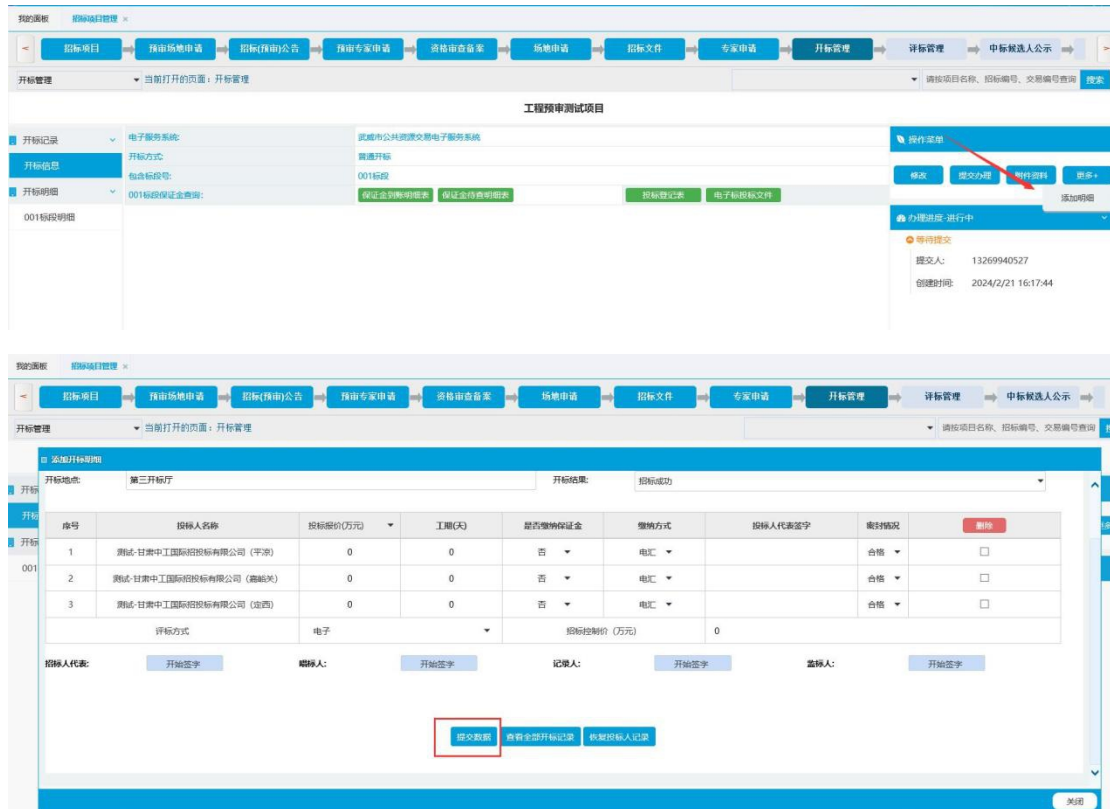 我的面板 招标项目管理 ×
< 招标项目 预审场地申请 招标(预审)公告 预审专家申请 资格审查备案 场地申请 招标文件 专家申请 开标管理 评标管理 中标候选人公示 >
开标管理 当前打开的页面：开标管理 请按项目名称、招标编号、交易编号查询 搜索
工程预审测试项目
开标记录 电子服务系统: 武威市公共资源交易电子服务系统 操作菜单
开标信息 开标方式: 普通开标
包含标段号: 001标段 修改 提交办理 附件资料 更多+
开标明细 001标段保证金查询: 保证金到账明细表 保证金待查明细表 投标登记表 电子标投标文件 添加明细
001标段明细 办理进度-进行中
等待提交
提交人: 13269940527
创建时间: 2024/2/21 16:17:44
我的面板 招标项目管理 ×
< 招标项目 预审场地申请 招标(预审)公告 预审专家申请 资格审查备案 场地申请 招标文件 专家申请 开标管理 评标管理 中标候选人公示
开标管理 当前打开的页面：开标管理 请按项目名称、招标编号、交易编号查询
添加开标明细
开标 开标地点: 第三开标厅 开标结果: 招标成功
开标 序号 投标人名称 投标报价(万元) 工期(天) 是否缴纳保证金 缴纳方式 投标人代表签字 密封情况 删除
开标 1 测试-甘肃中工国际招投标有限公司（平凉） 0 0 否 电汇 合格
001 2 测试-甘肃中工国际招投标有限公司（嘉峪关） 0 0 否 电汇 合格
3 测试-甘肃中工国际招投标有限公司（定西） 0 0 否 电汇 合格
评标方式 电子 招标控制价 (万元) 0
招标人代表: 开始签字 唱标人: 开始签字 记录人: 开始签字 监标人: 开始签字
提交数据 查看全部开标记录 恢复投标人记录
关闭